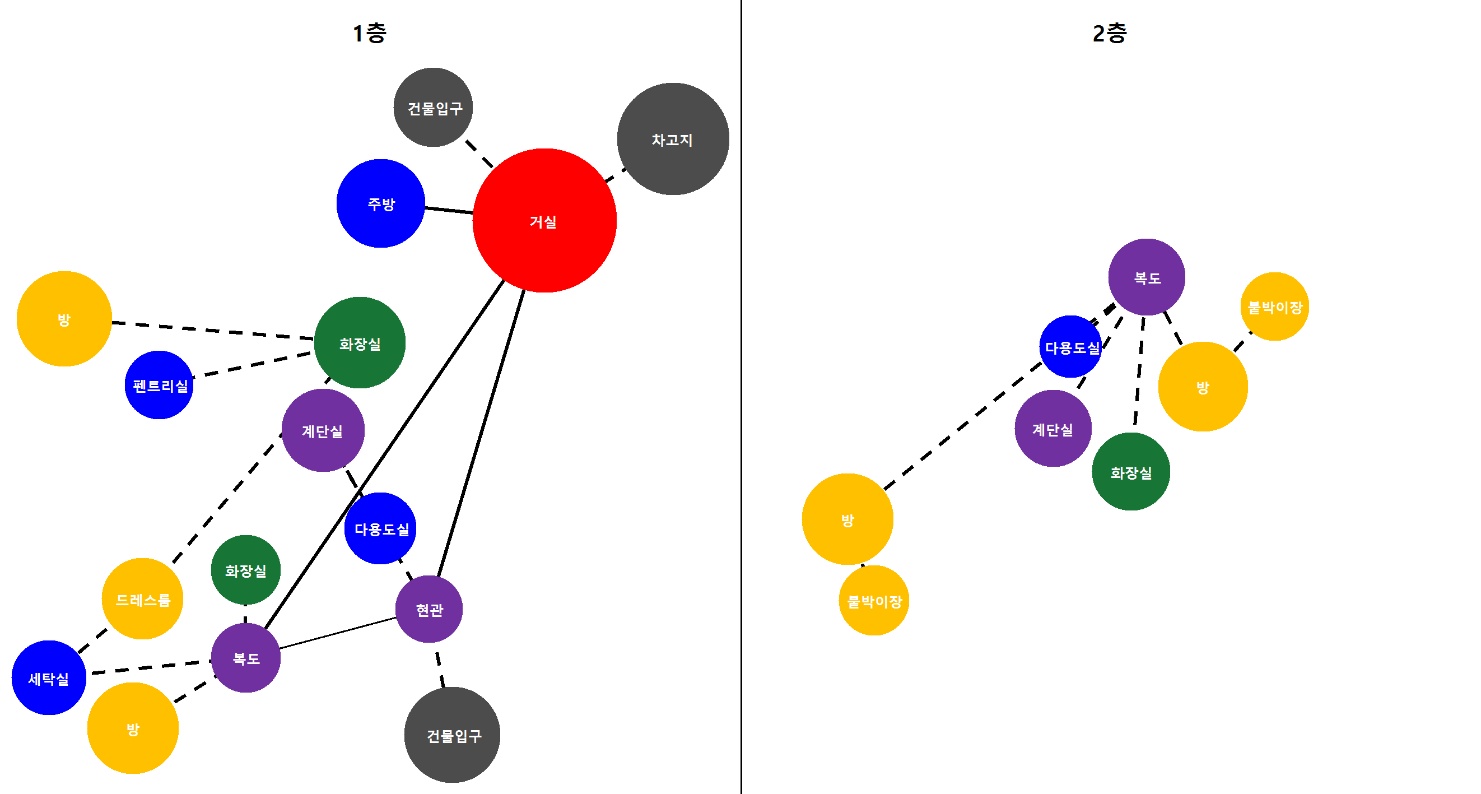 1층
건물입구
차고지
주방
거실
방
화장실
펜트리실
계단실
다용도실
화장실
드레스룸
현관
복도
세탁실
방
건물입구
2층
복도
붙박이장
다용도실
방
계단실
화장실
방
붙박이장